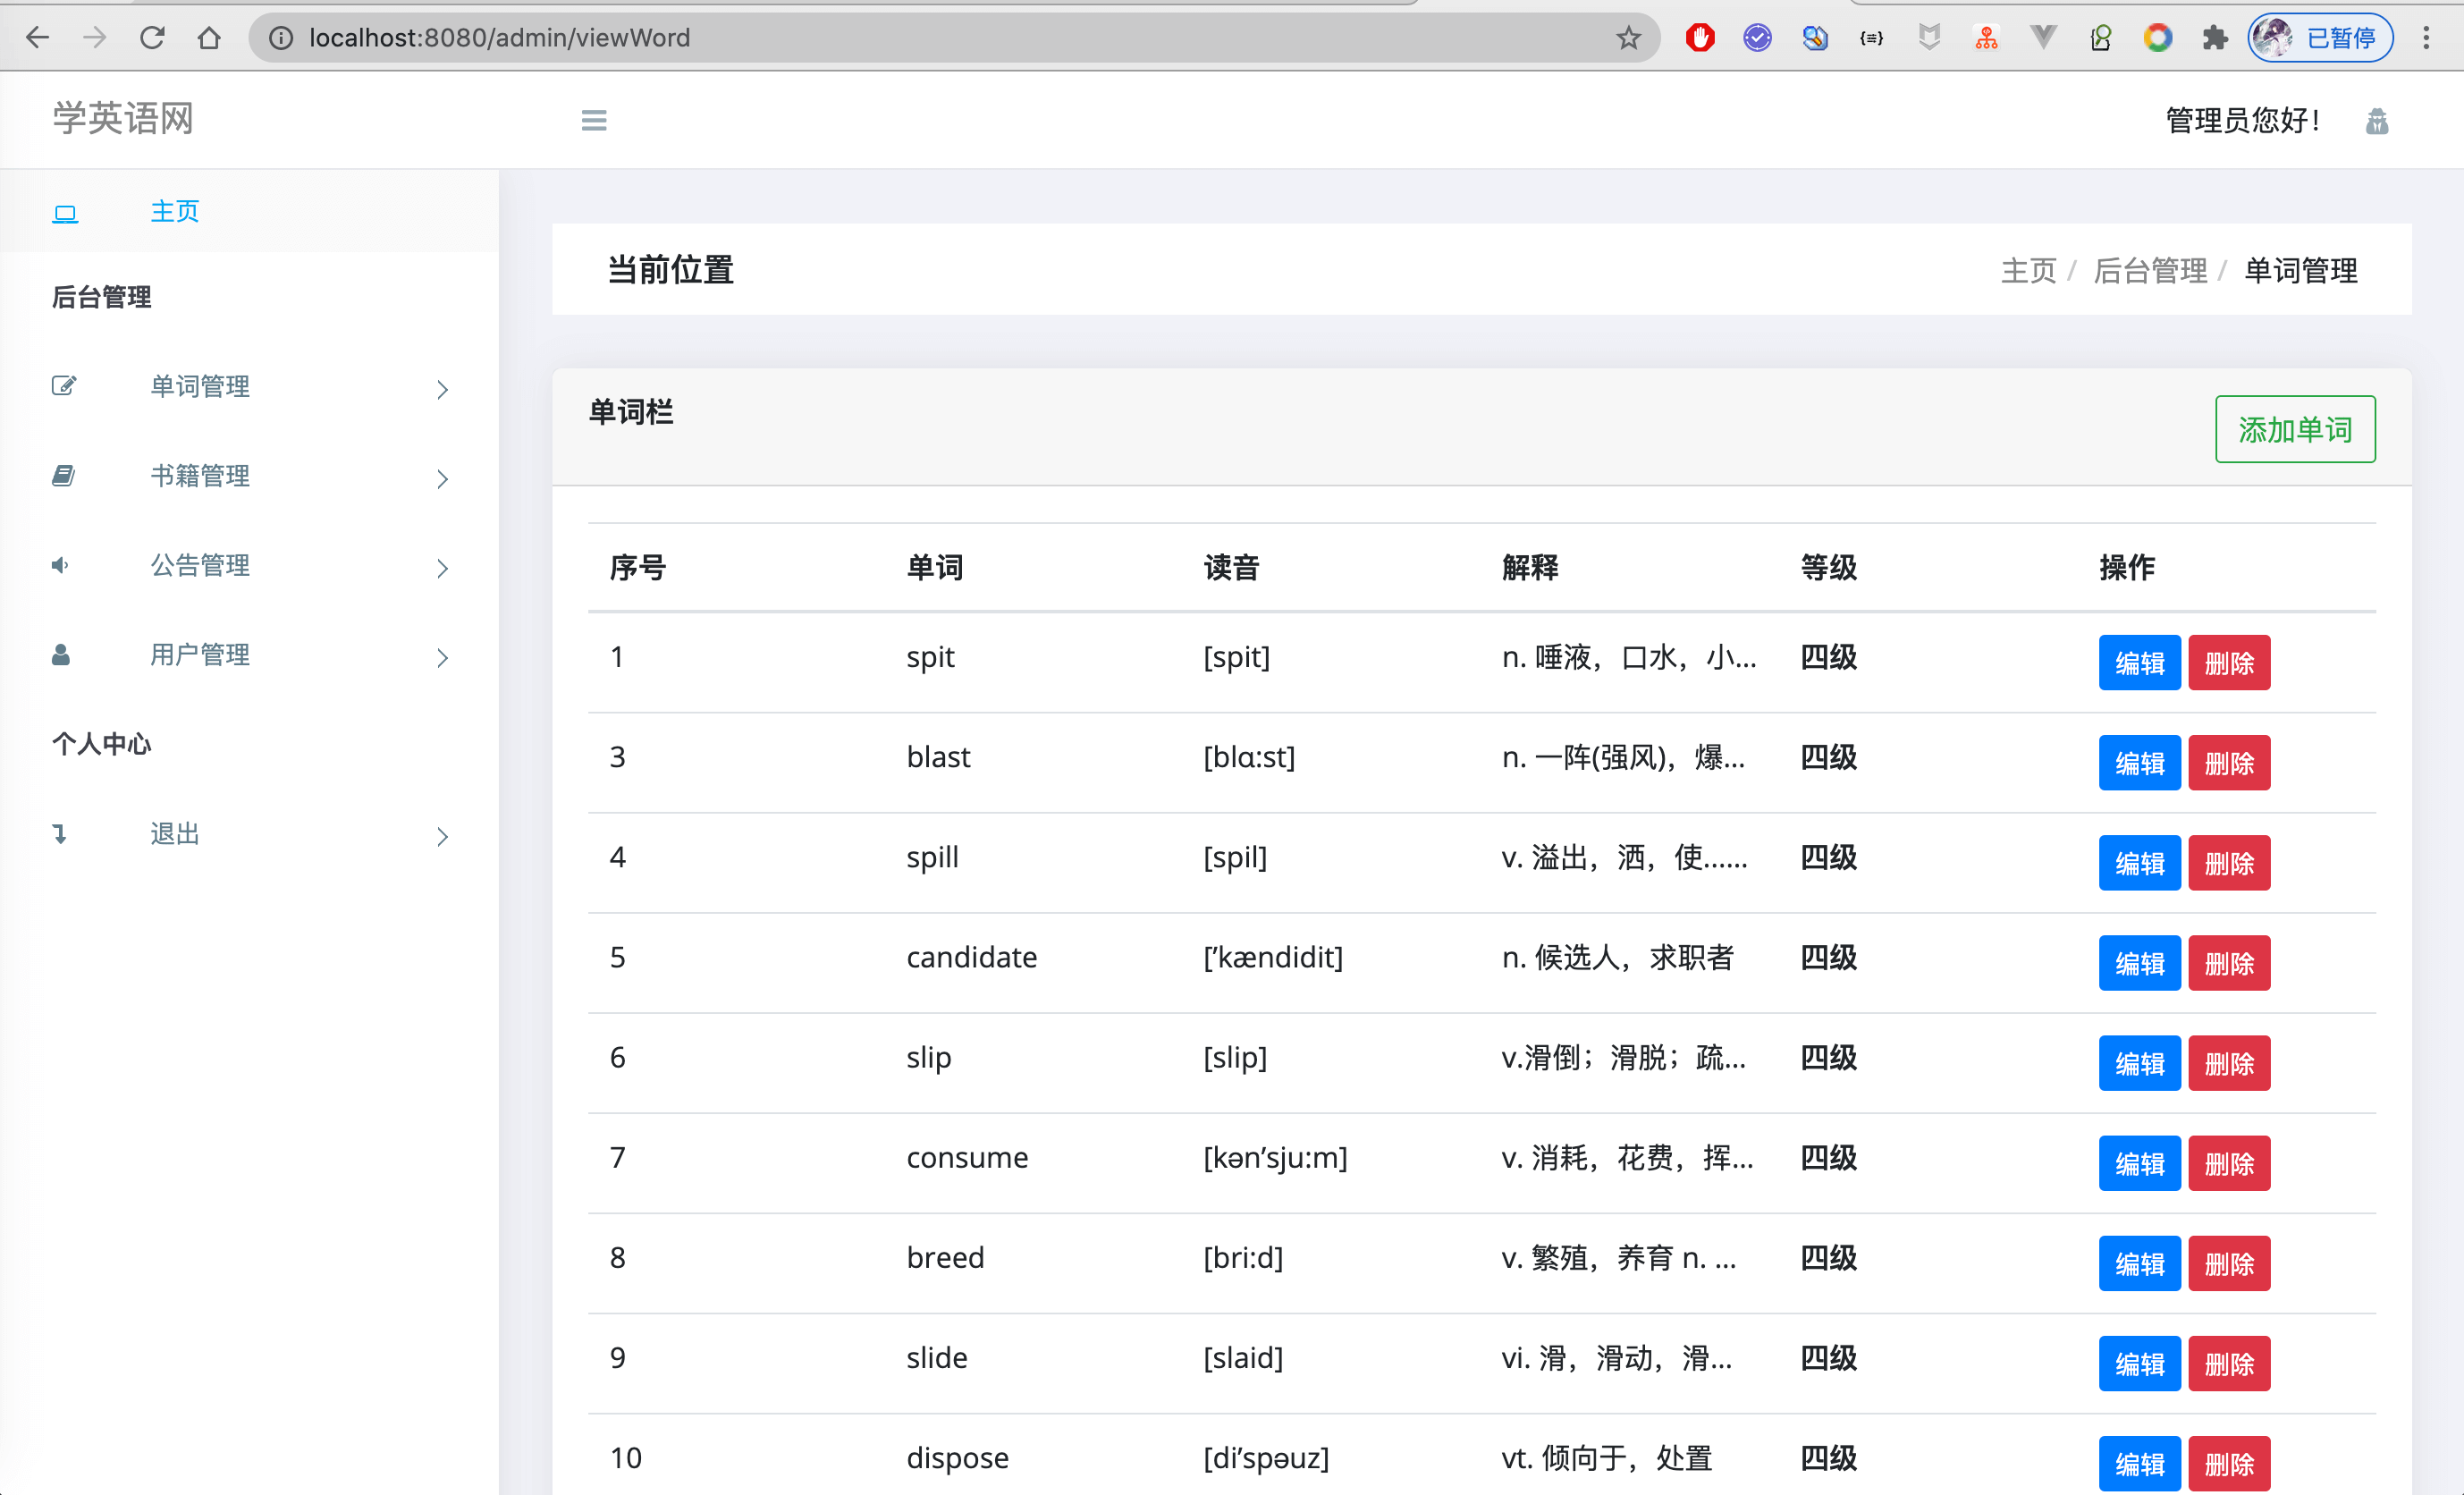 localhost:8080/admin/viewWord
已暂停
学英语网
管理员您好!
主页
后台管理
单词管理
书籍管理
公告管理
用户管理
个人中心
退出
当前位置
主页 / 后台管理 / 单词管理
单词栏
添加单词
序号 单词 读音 解释 等级 操作
1 spit [spit] n. 唾液，口水，小... 四级 编辑 删除
3 blast [blɑ:st] n. 一阵(强风)，爆... 四级 编辑 删除
4 spill [spil] v. 溢出，洒，使...... 四级 编辑 删除
5 candidate [’kændidit] n. 候选人，求职者 四级 编辑 删除
6 slip [slip] v.滑倒；滑脱；疏... 四级 编辑 删除
7 consume [kən’sju:m] v. 消耗，花费，挥... 四级 编辑 删除
8 breed [bri:d] v. 繁殖，养育 n. ... 四级 编辑 删除
9 slide [slaid] vi. 滑，滑动，滑... 四级 编辑 删除
10 dispose [di’spəuz] vt. 倾向于，处置 四级 编辑 删除